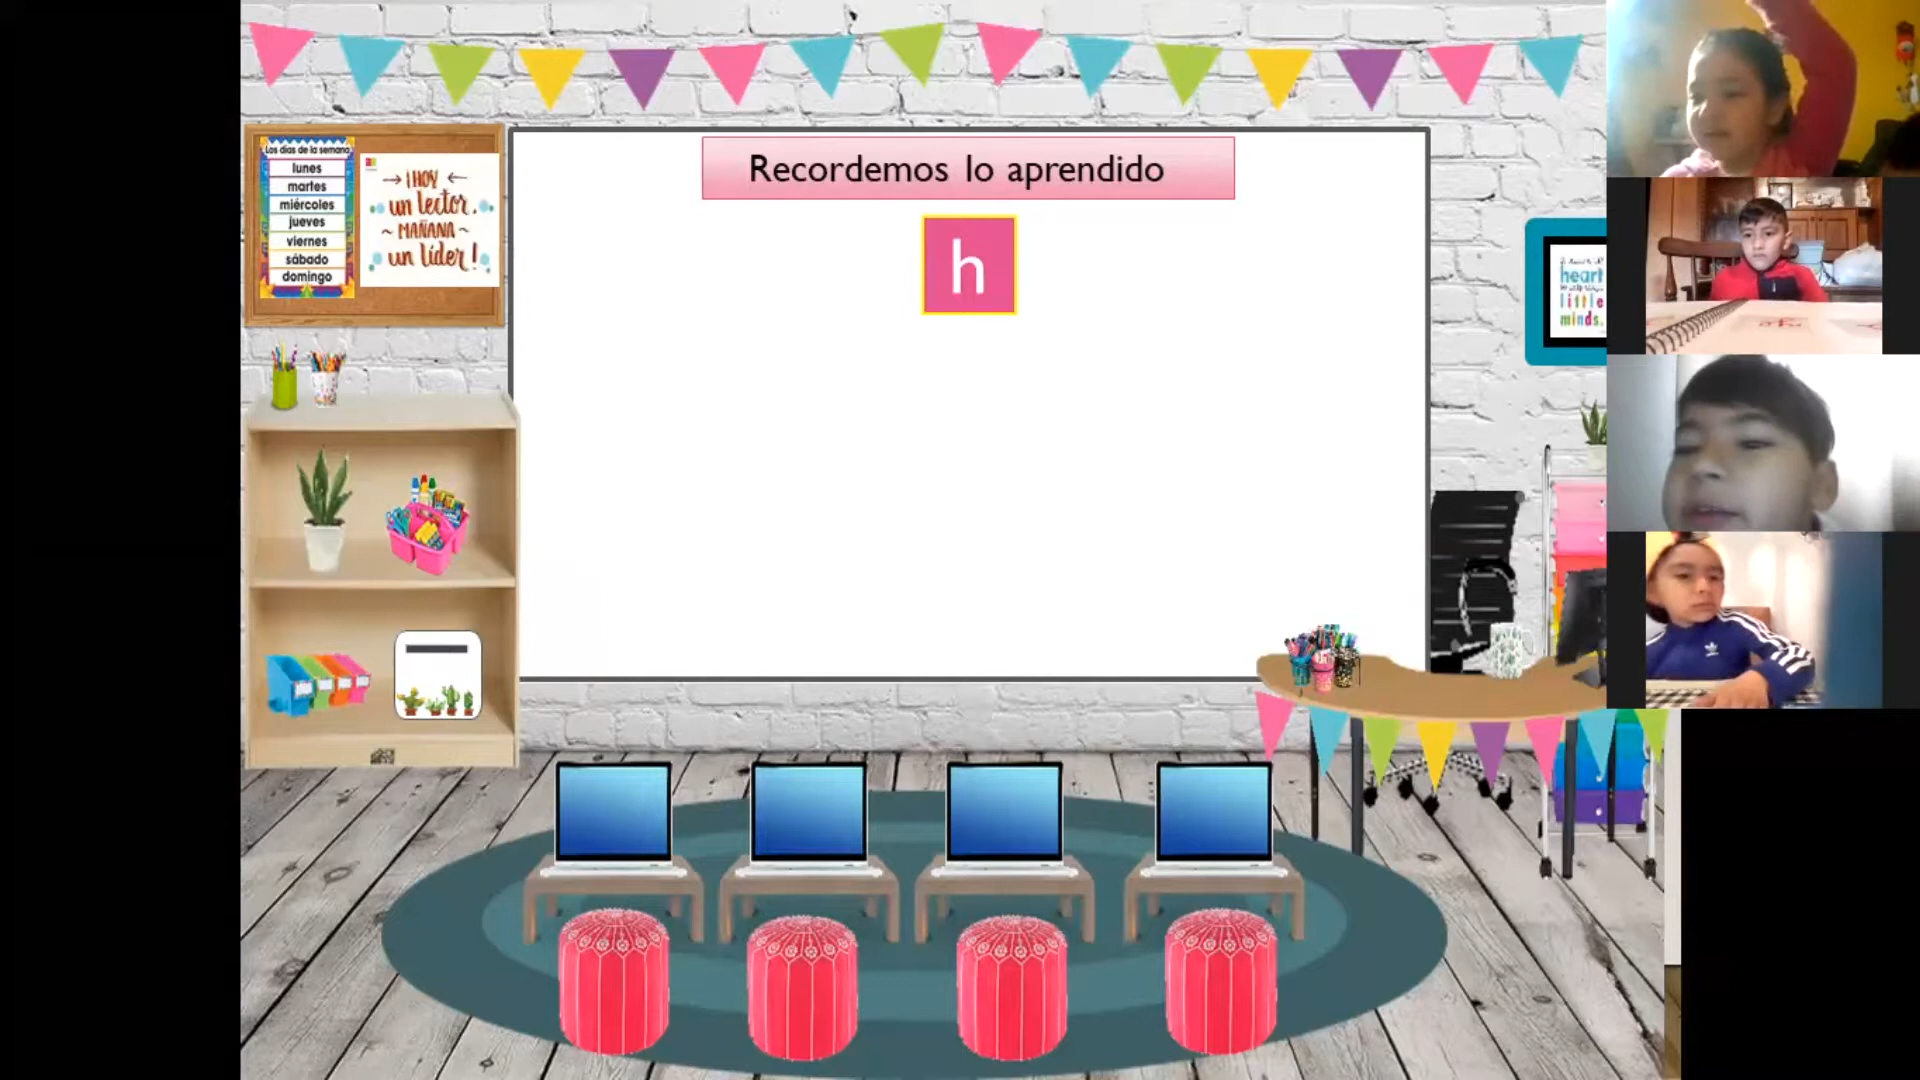 Recordemos lo aprendido
h
Los días de la semana
lunes
martes
miércoles
jueves
viernes
sábado
domingo
¡HOY
un lector.
~ MAÑANA ~
un líder!
heart
little
minds.